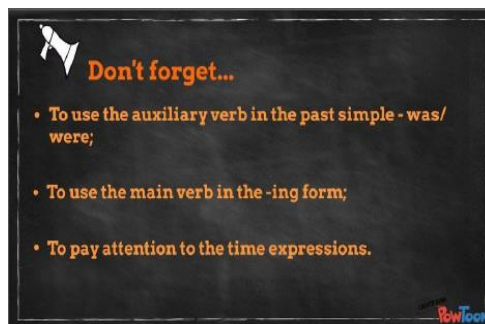 Don't forget...
• To use the auxiliary verb in the past simple - was/
were;
• To use the main verb in the -ing form;
• To pay attention to the time expressions.
POWTOON